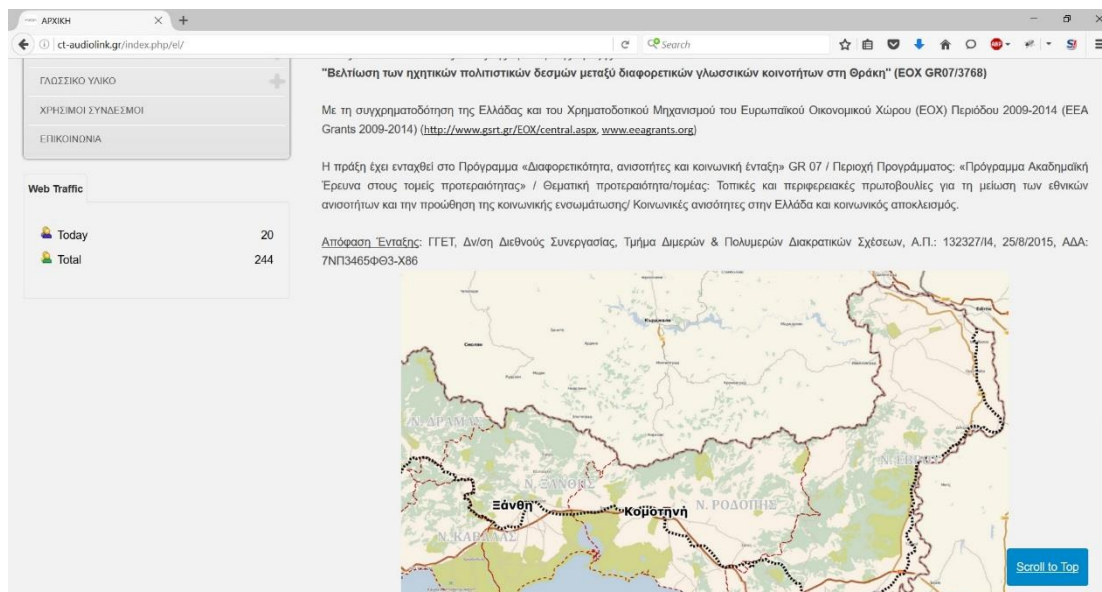 ΑΡΧΙΚΗ
ct-audiolink.gr/index.php/el/
Search
ABP
S!
ΓΛΩΣΣΙΚΟ ΥΛΙΚΟ
ΧΡΗΣΙΜΟΙ ΣΥΝΔΕΣΜΟΙ
ΕΠΙΚΟΙΝΩΝΙΑ
Web Traffic
Today 20
Total 244
"Βελτίωση των ηχητικών πολιτιστικών δεσμών μεταξύ διαφορετικών γλωσσικών κοινοτήτων στη Θράκη" (ΕΟΧ GR07/3768)
Με τη συγχρηματοδότηση της Ελλάδας και του Χρηματοδοτικού Μηχανισμού του Ευρωπαϊκού Οικονομικού Χώρου (ΕΟΧ) Περιόδου 2009-2014 (EEA
Grants 2009-2014) (http://www.gsrt.gr/EOX/central.aspx, www.eeagrants.org)
Η πράξη έχει ενταχθεί στο Πρόγραμμα «Διαφορετικότητα, ανισοτήτες και κοινωνική ένταξη» GR 07 / Περιοχή Προγράμματος: «Πρόγραμμα Ακαδημαϊκή
Έρευνα στους τομείς προτεραιότητας» / Θεματική προτεραιότητα/τομέας: Τοπικές και περιφερειακές πρωτοβουλίες για τη μείωση των εθνικών
ανισοτήτων και την προώθηση της κοινωνικής ενσωμάτωσης/ Κοινωνικές ανισότητες στην Ελλάδα και κοινωνικός αποκλεισμός.
Απόφαση Ένταξης: ΓΓΕΤ, Δν/ση Διεθνούς Συνεργασίας, Τμήμα Διμερών & Πολυμερών Διακρατικών Σχέσεων, Α.Π.: 132327/Ι4, 25/8/2015, ΑΔΑ:
7ΝΠ3465ΦΘ3-Χ86
Кърджали
Смолян
Ν. ΔΡΑΜΑΣ
Ν. ΕΒΡΟΥ
Ν. ΞΑΝΘΗΣ
Ξάνθη
Κομοτηνή
Ν. ΡΟΔΟΠΗΣ
Ν. ΚΑΒΑΛΑΣ
Scroll to Top